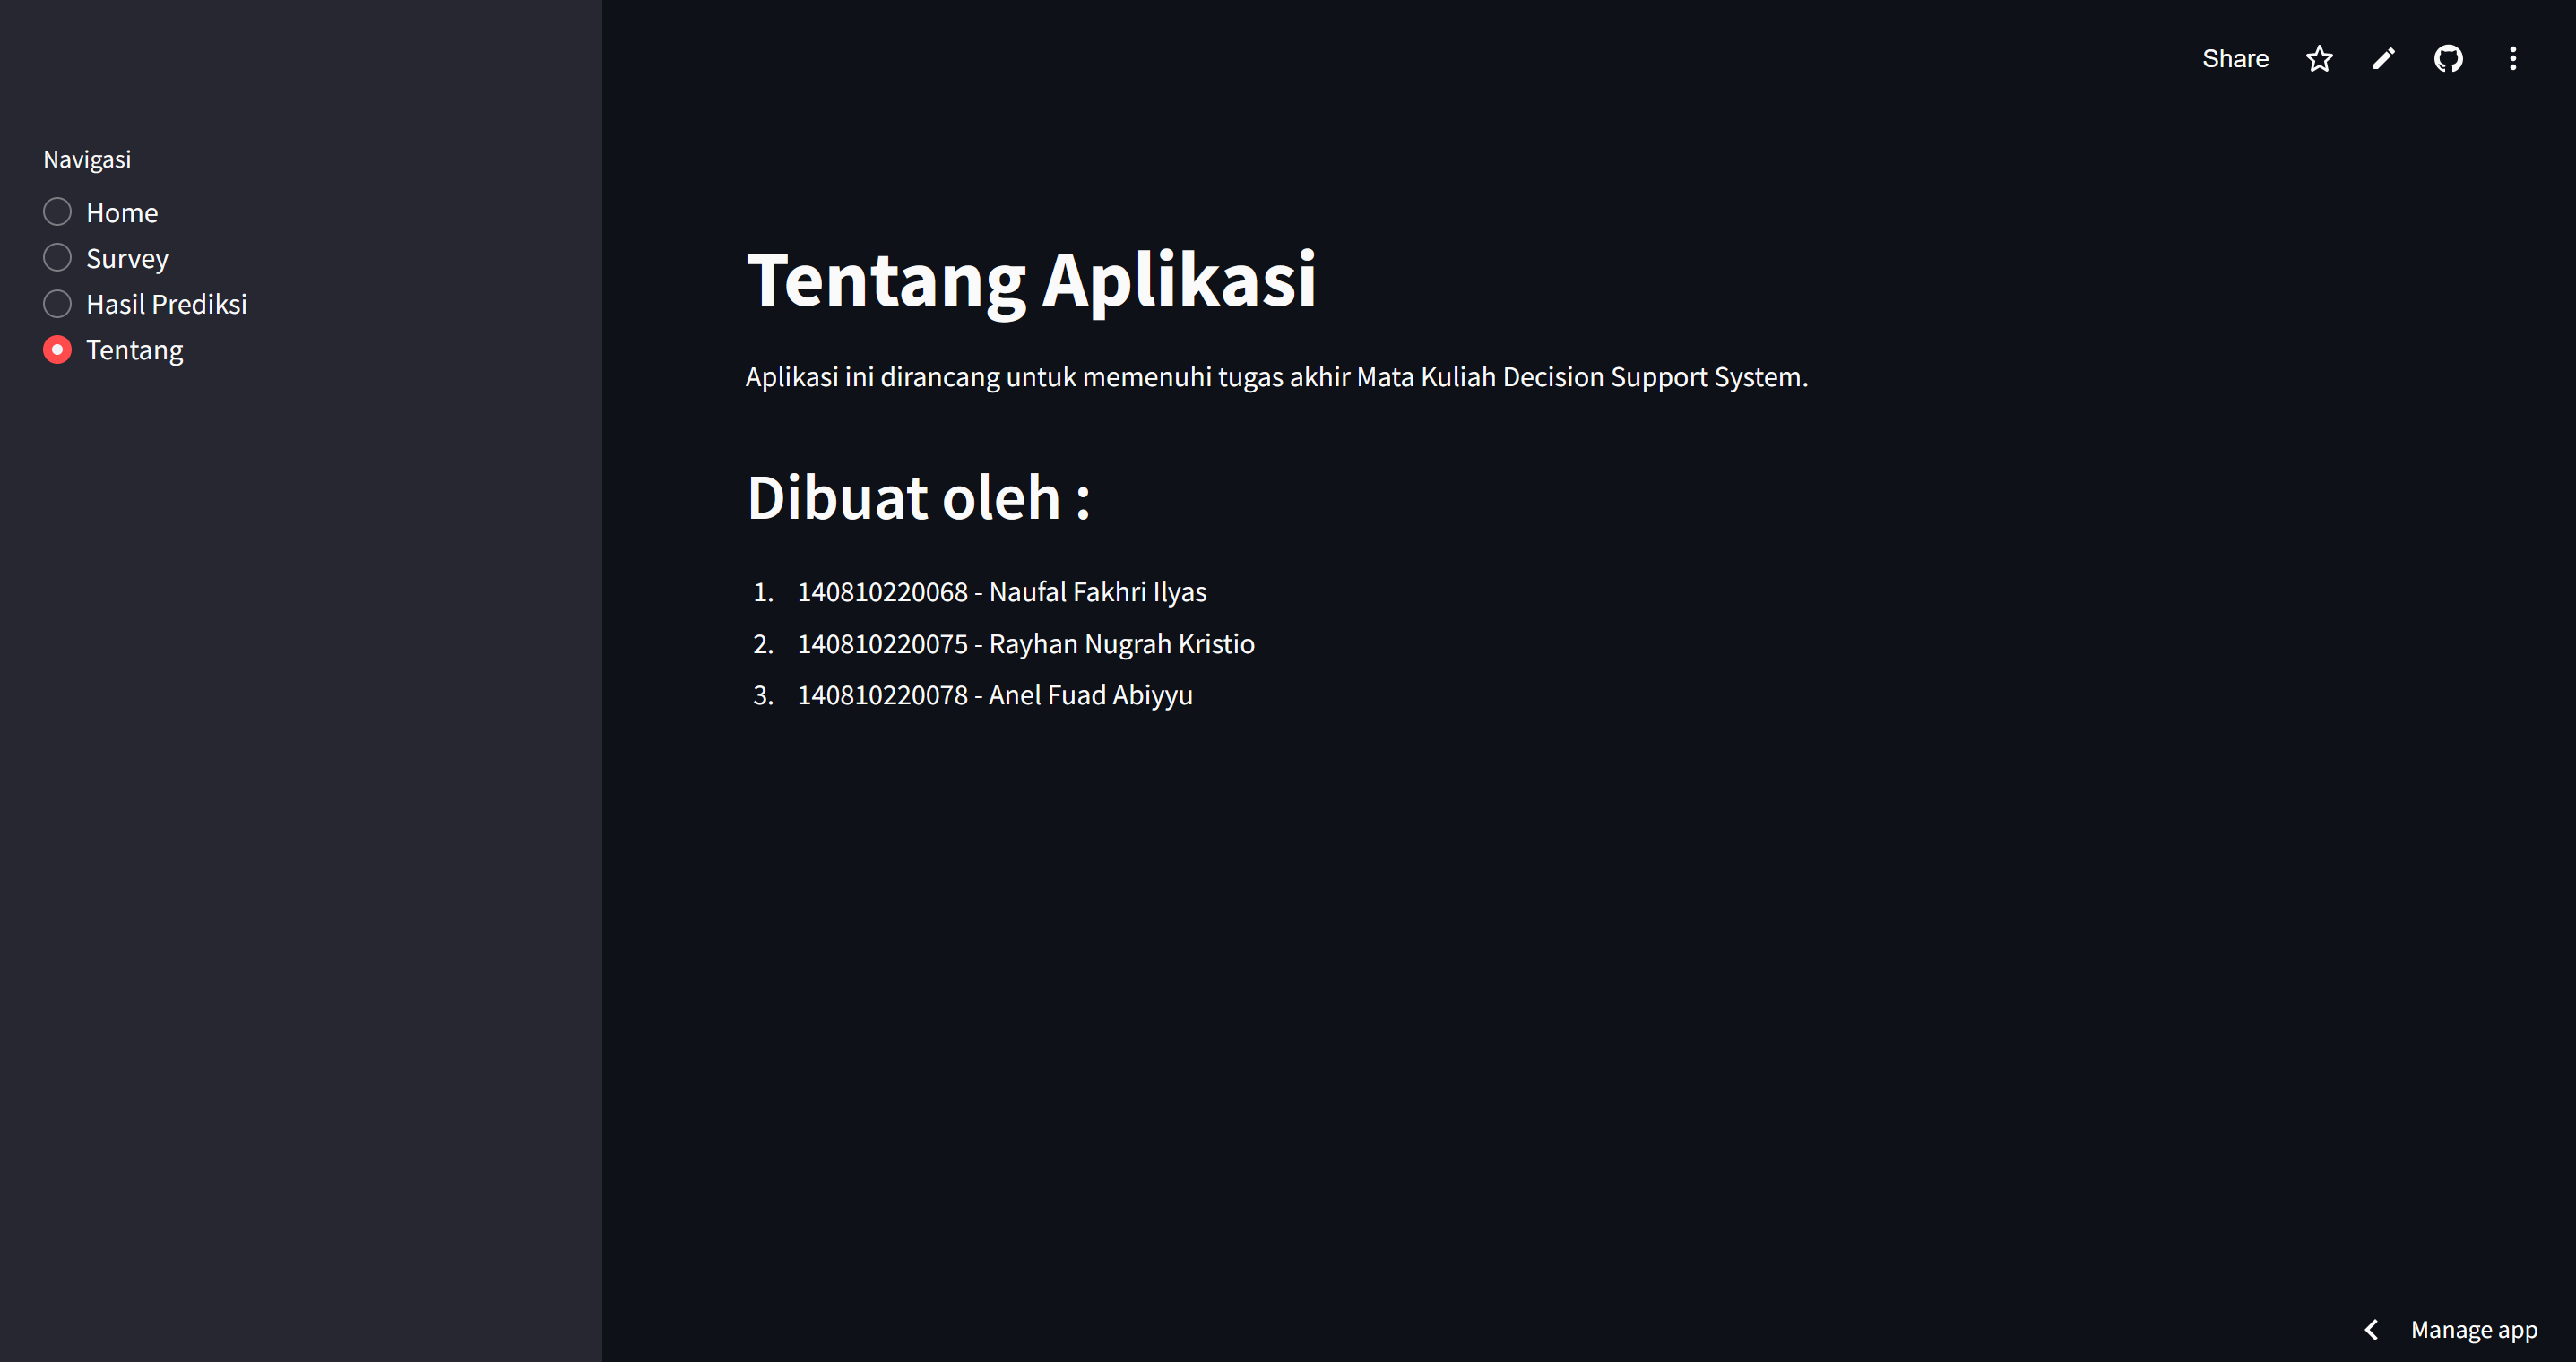 Share
Navigasi
Home
Survey
Hasil Prediksi
Tentang
Tentang Aplikasi
Aplikasi ini dirancang untuk memenuhi tugas akhir Mata Kuliah Decision Support System.
Dibuat oleh :
1. 140810220068 - Naufal Fakhri Ilyas
2. 140810220075 - Rayhan Nugrah Kristio
3. 140810220078 - Anel Fuad Abiyyu
Manage app